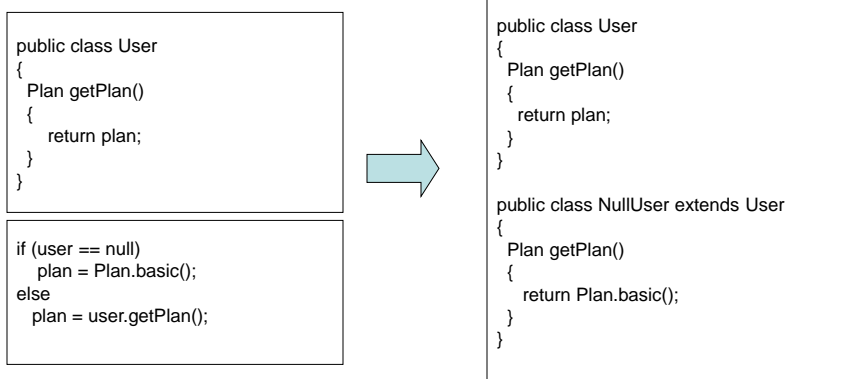 public class User
{
Plan getPlan()
{
return plan;
}
}
if (user == null)
plan = Plan.basic();
else
plan = user.getPlan();
public class User
{
Plan getPlan()
{
return plan;
}
}
public class NullUser extends User
{
Plan getPlan()
{
return Plan.basic();
}
}